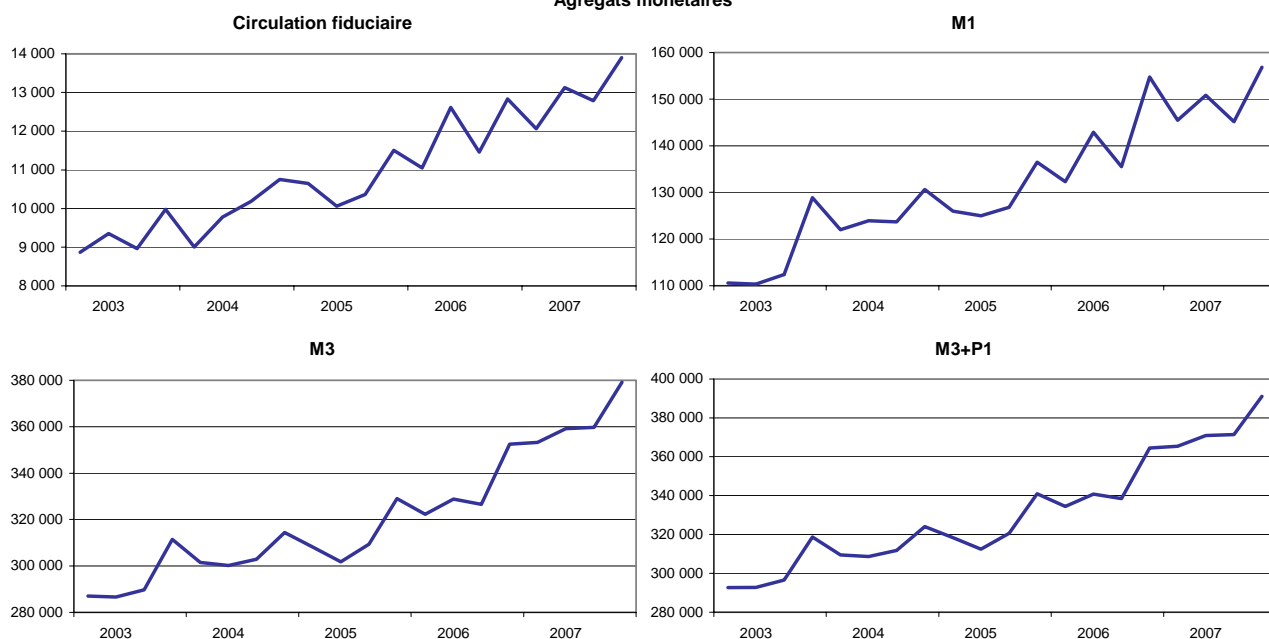 Agrégats monétaires
Circulation fiduciaire
14 000
13 000
12 000
11 000
10 000
9 000
8 000
2003 2004 2005 2006 2007
M1
160 000
150 000
140 000
130 000
120 000
110 000
2003 2004 2005 2006 2007
M3
380 000
360 000
340 000
320 000
300 000
280 000
2003 2004 2005 2006 2007
M3+P1
400 000
380 000
360 000
340 000
320 000
300 000
280 000
2003 2004 2005 2006 2007